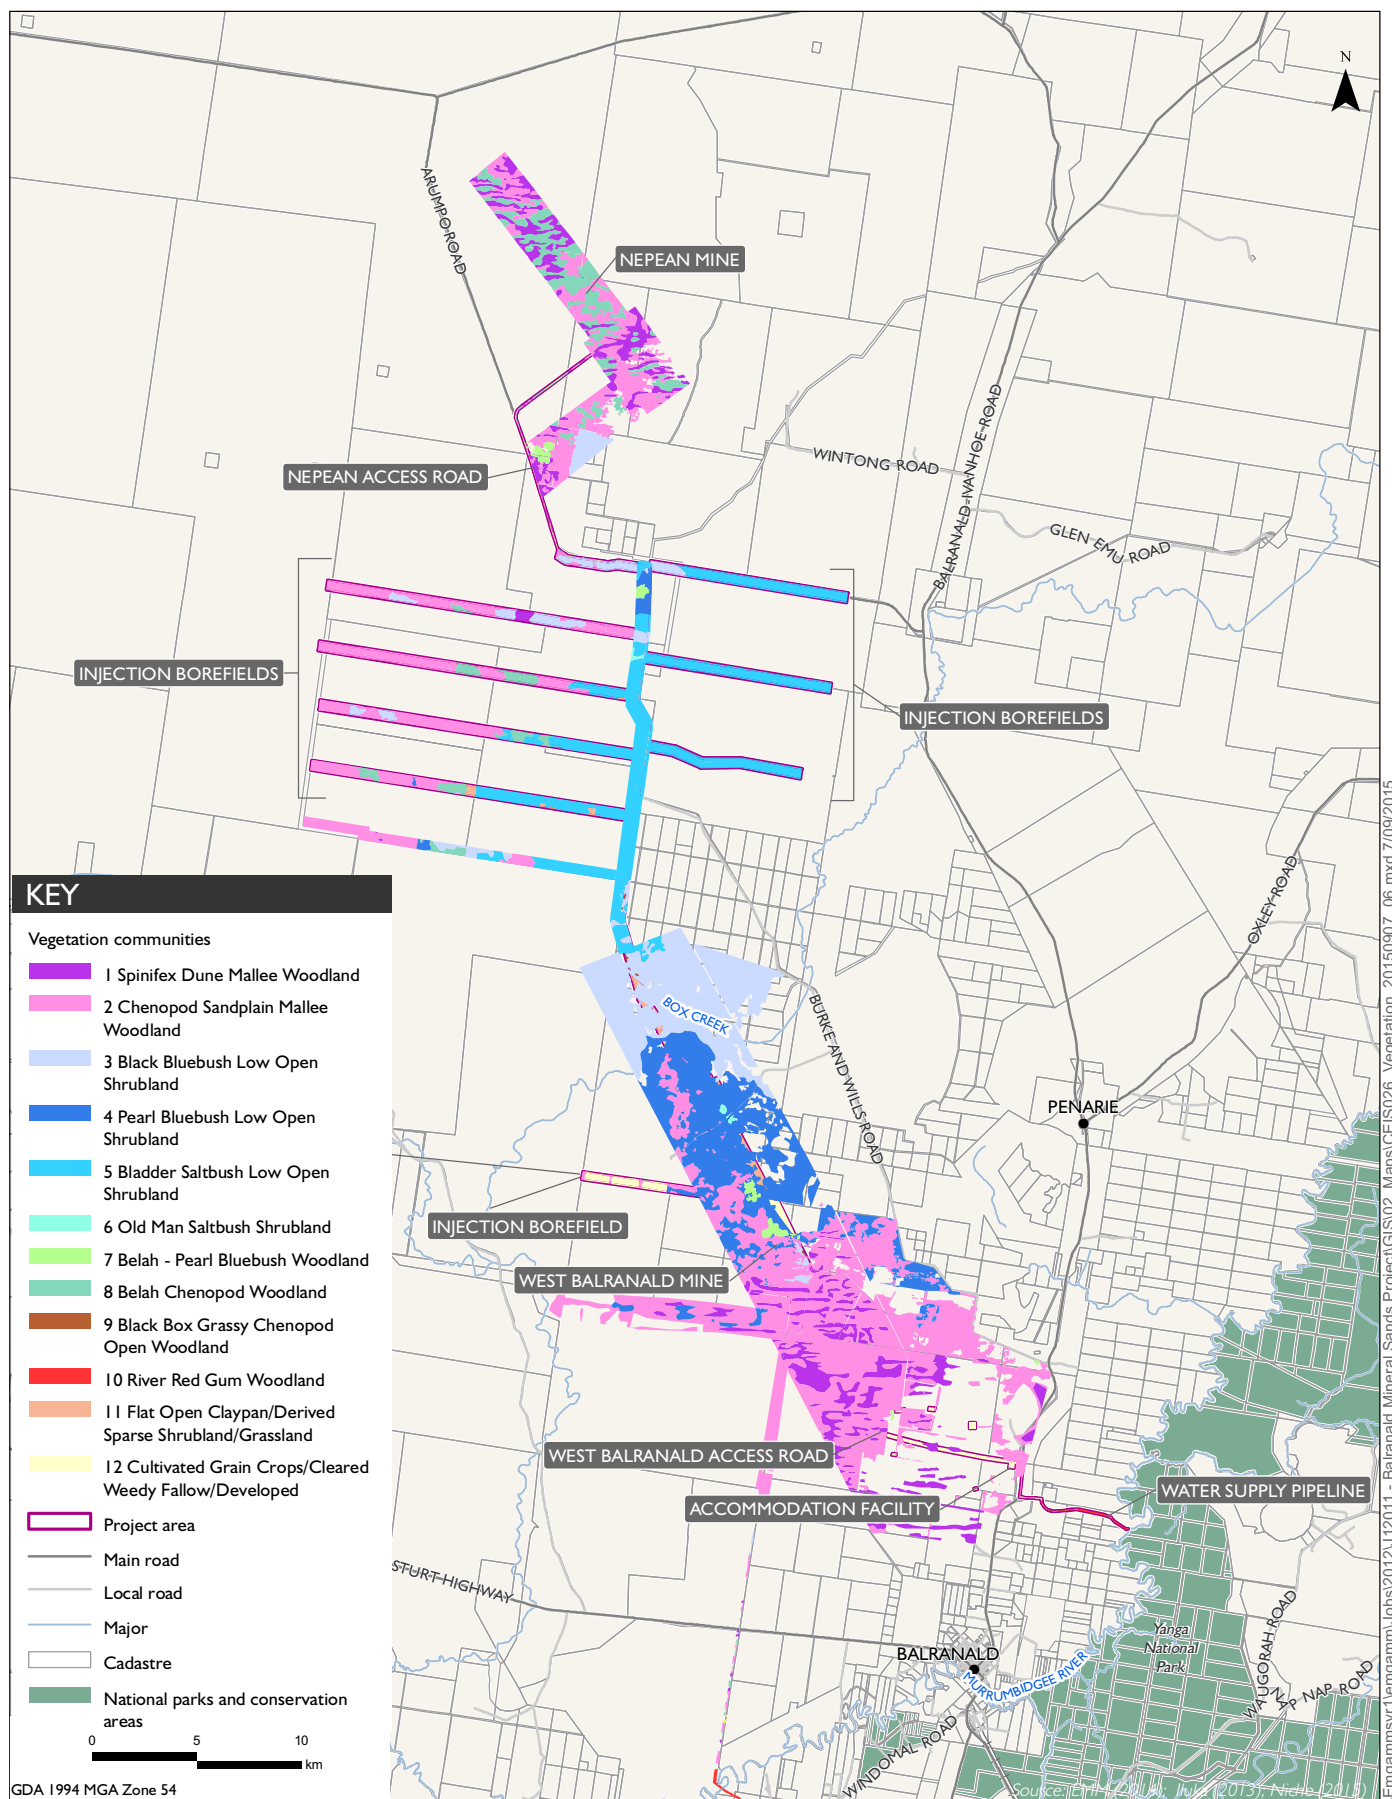 N
ARUMPO ROAD
NEPEAN MINE
BALRANALD-IVANHOE ROAD
WINTONG ROAD
NEPEAN ACCESS ROAD
GLEN EMU ROAD
INJECTION BOREFIELDS
INJECTION BOREFIELDS
OXLEY ROAD
BOX CREEK
BURKE AND WILLS ROAD
PENARIE
INJECTION BOREFIELD
WEST BALRANALD MINE
WEST BALRANALD ACCESS ROAD
WATER SUPPLY PIPELINE
ACCOMMODATION FACILITY
STURT HIGHWAY
Yanga
National
Park
BALRANALD
MURRUMBIDGEE RIVER
WAUGORAH ROAD
NAP NAP ROAD
WINDOMAL ROAD
KEY
Vegetation communities
1 Spinifex Dune Mallee Woodland
2 Chenopod Sandplain Mallee
Woodland
3 Black Bluebush Low Open
Shrubland
4 Pearl Bluebush Low Open
Shrubland
5 Bladder Saltbush Low Open
Shrubland
6 Old Man Saltbush Shrubland
7 Belah - Pearl Bluebush Woodland
8 Belah Chenopod Woodland
9 Black Box Grassy Chenopod
Open Woodland
10 River Red Gum Woodland
11 Flat Open Claypan/Derived
Sparse Shrubland/Grassland
12 Cultivated Grain Crops/Cleared
Weedy Fallow/Developed
Project area
Main road
Local road
Major
Cadastre
National parks and conservation
areas
0 5 10
km
GDA 1994 MGA Zone 54
Source: EMM (2014); Iluka (2013); Niche (2015)